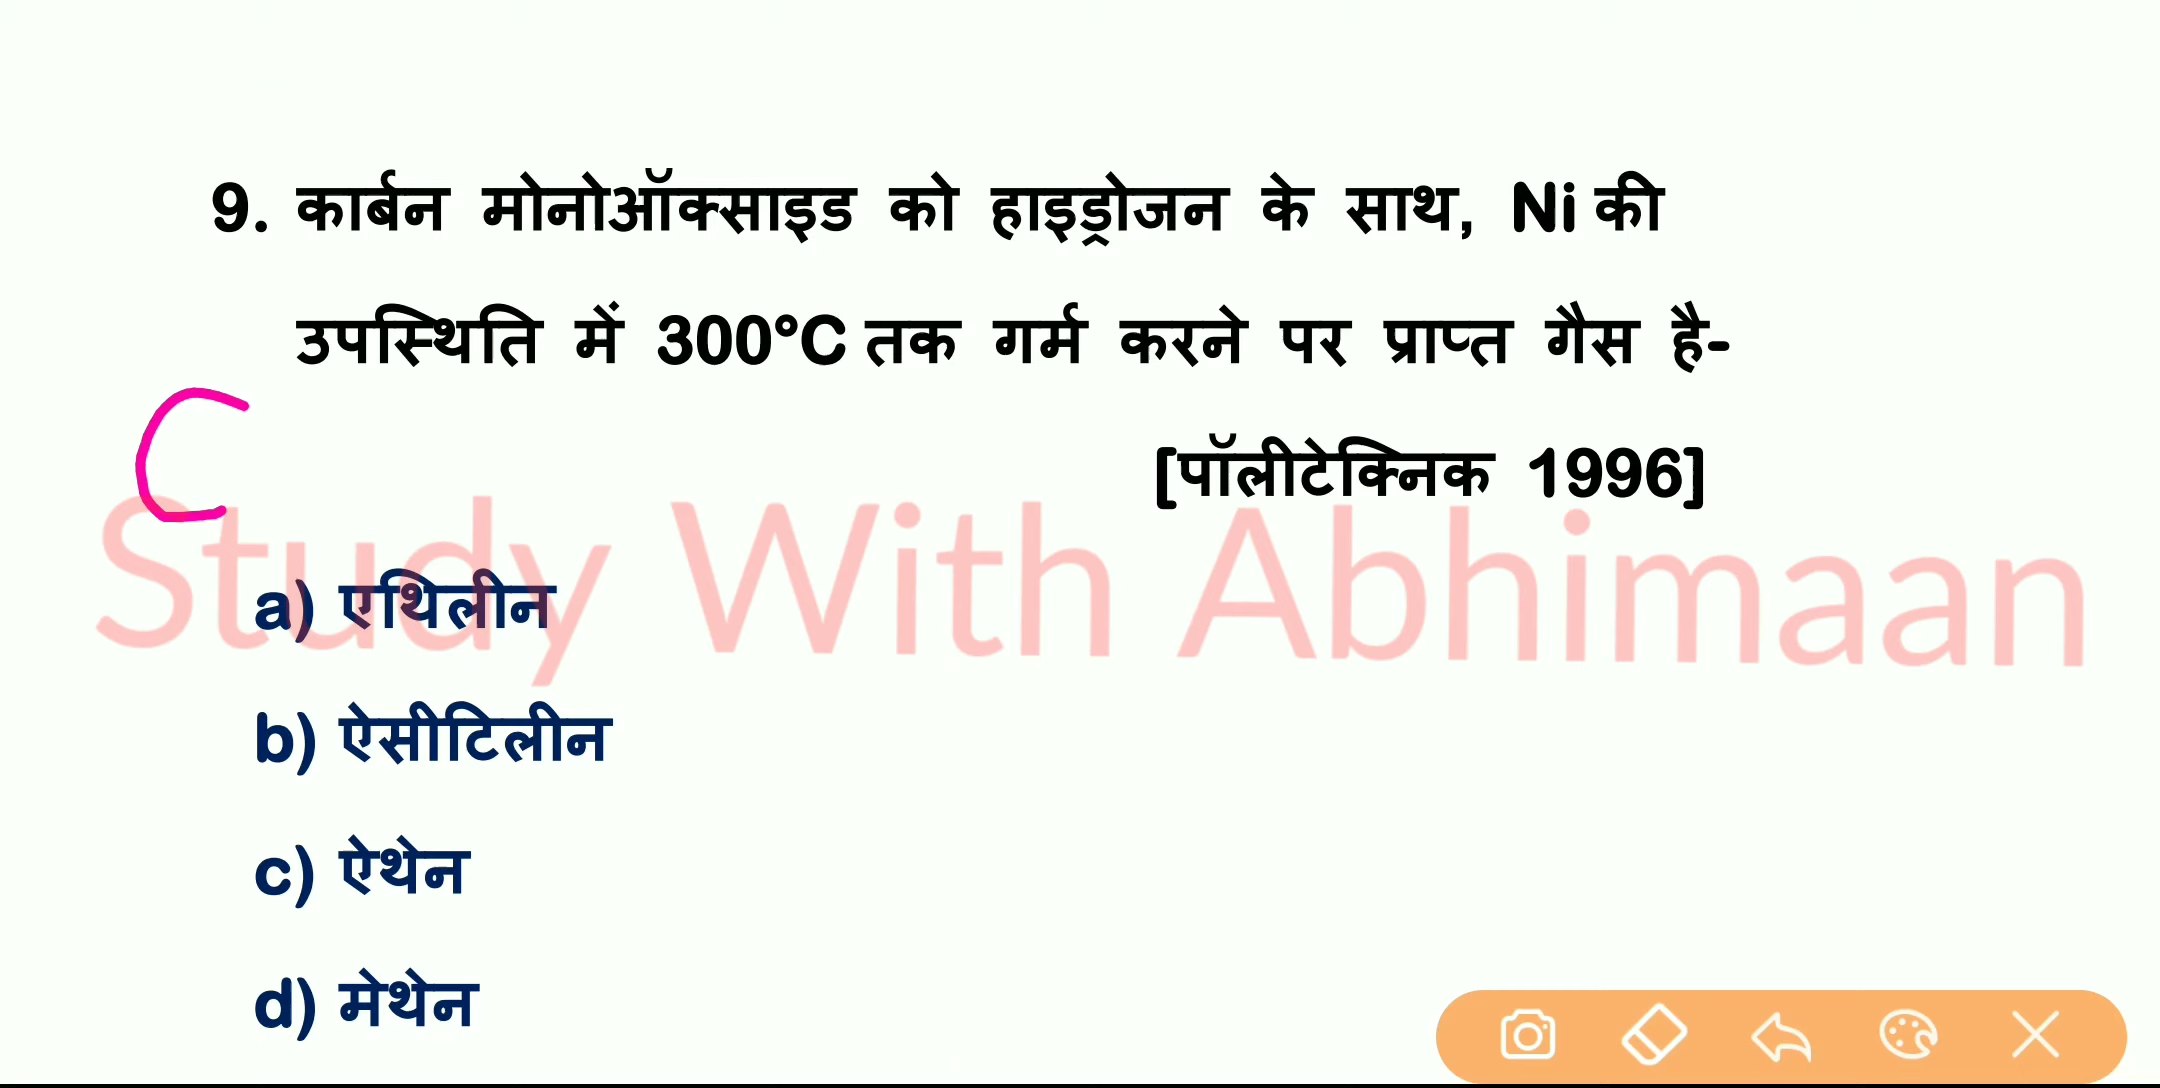 9. कार्बन मोनोऑक्साइड को हाइड्रोजन के साथ, Ni की
उपस्थिति में 300°C तक गर्म करने पर प्राप्त गैस है-
C
[पॉलीटेक्निक 1996]
Study With Abhimaan
a) एथिलीन
b) ऐसीटिलीन
c) ऐथेन
d) मेथेन